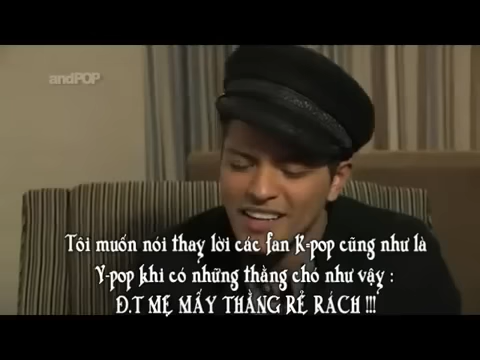 andPOP
Tôi muốn nói thay lời các fan K-pop cũng như là
Y-pop khi có những thằng chó như vậy :
Đ.T MẸ MẤY THẰNG RẺ RÁCH !!!